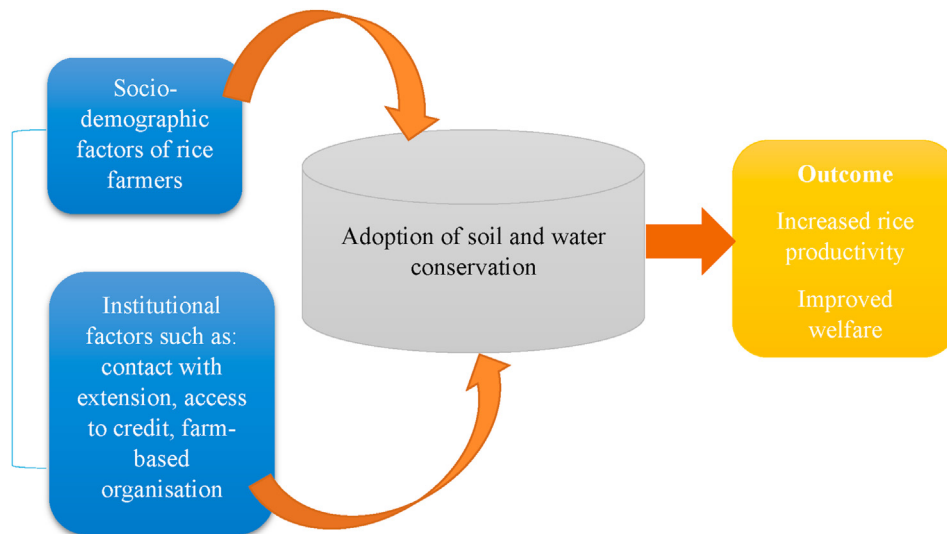 Socio-
demographic
factors of rice
farmers
Institutional
factors such as:
contact with
extension, access
to credit, farm-
based
organisation
Adoption of soil and water
conservation
Outcome
Increased rice
productivity
Improved
welfare